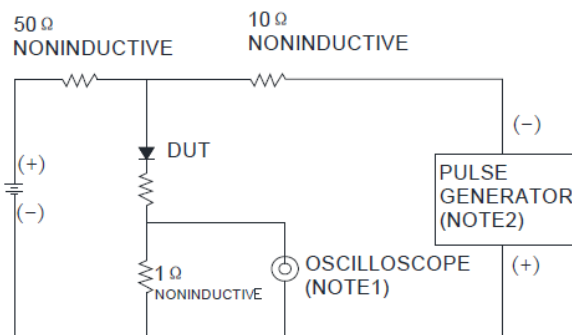 50 Ω
NONINDUCTIVE
10 Ω
NONINDUCTIVE
(+)
(−)
DUT
1 Ω
NONINDUCTIVE
OSCILLOSCOPE
(NOTE1)
(−)
PULSE
GENERATOR
(NOTE2)
(+)